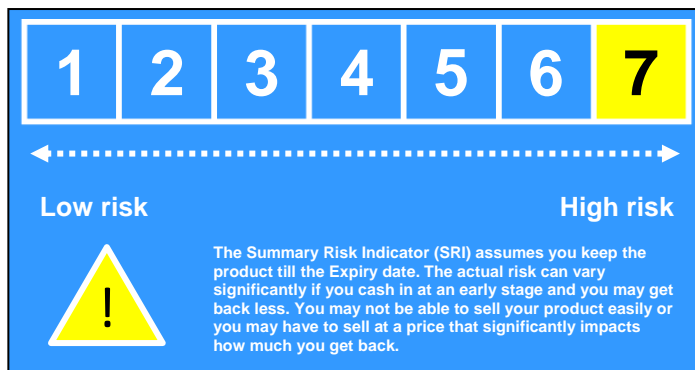 1 2 3 4 5 6 7
Low risk High risk
!
The Summary Risk Indicator (SRI) assumes you keep the
product till the Expiry date. The actual risk can vary
significantly if you cash in at an early stage and you may get
back less. You may not be able to sell your product easily or
you may have to sell at a price that significantly impacts
how much you get back.